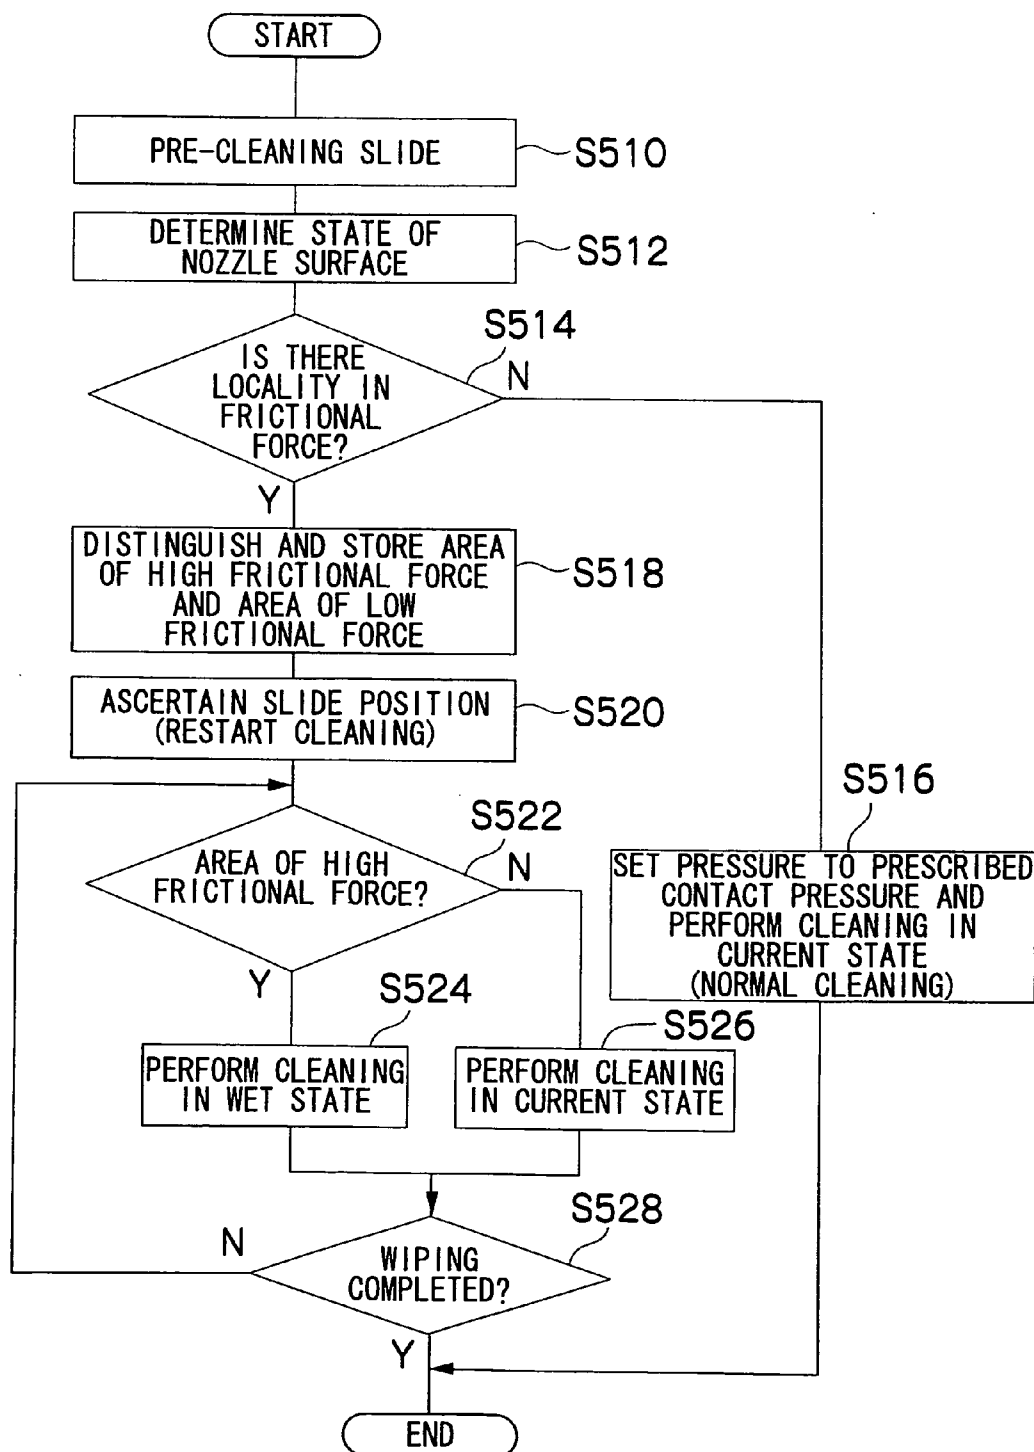 START
PRE-CLEANING SLIDE
S510
DETERMINE STATE OF
NOZZLE SURFACE
S512
S514
IS THERE
LOCALITY IN
FRICTIONAL
FORCE?
N
Y
DISTINGUISH AND STORE AREA
OF HIGH FRICTIONAL FORCE
AND AREA OF LOW
FRICTIONAL FORCE
S518
ASCERTAIN SLIDE POSITION
(RESTART CLEANING)
S520
S516
SET PRESSURE TO PRESCRIBED
CONTACT PRESSURE AND
PERFORM CLEANING IN
CURRENT STATE
(NORMAL CLEANING)
S522
AREA OF HIGH
FRICTIONAL FORCE?
N
Y
S524
PERFORM CLEANING
IN WET STATE
S526
PERFORM CLEANING
IN CURRENT STATE
S528
WIPING
COMPLETED?
N
Y
END